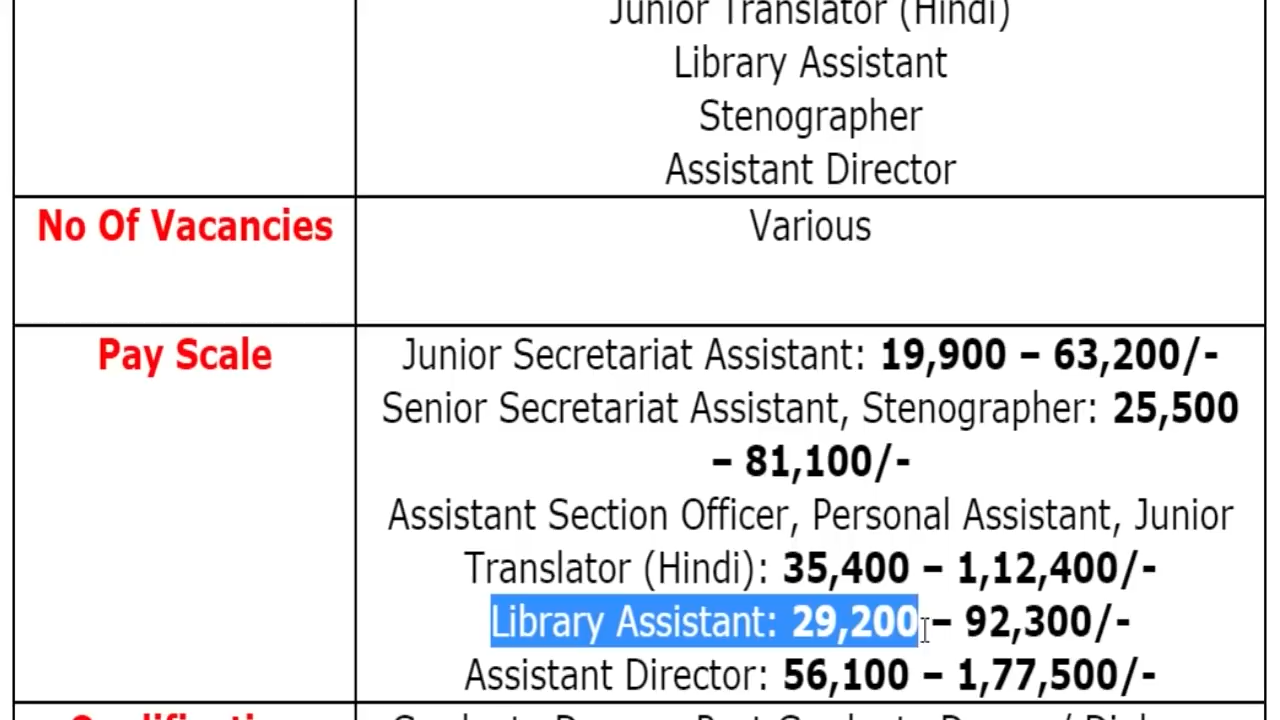 Junior Translator (Hindi)
Library Assistant
Stenographer
Assistant Director
No Of Vacancies
Various
Pay Scale
Junior Secretariat Assistant: 19,900 – 63,200/-
Senior Secretariat Assistant, Stenographer: 25,500
– 81,100/-
Assistant Section Officer, Personal Assistant, Junior
Translator (Hindi): 35,400 – 1,12,400/-
Library Assistant: 29,200 – 92,300/-
Assistant Director: 56,100 – 1,77,500/-